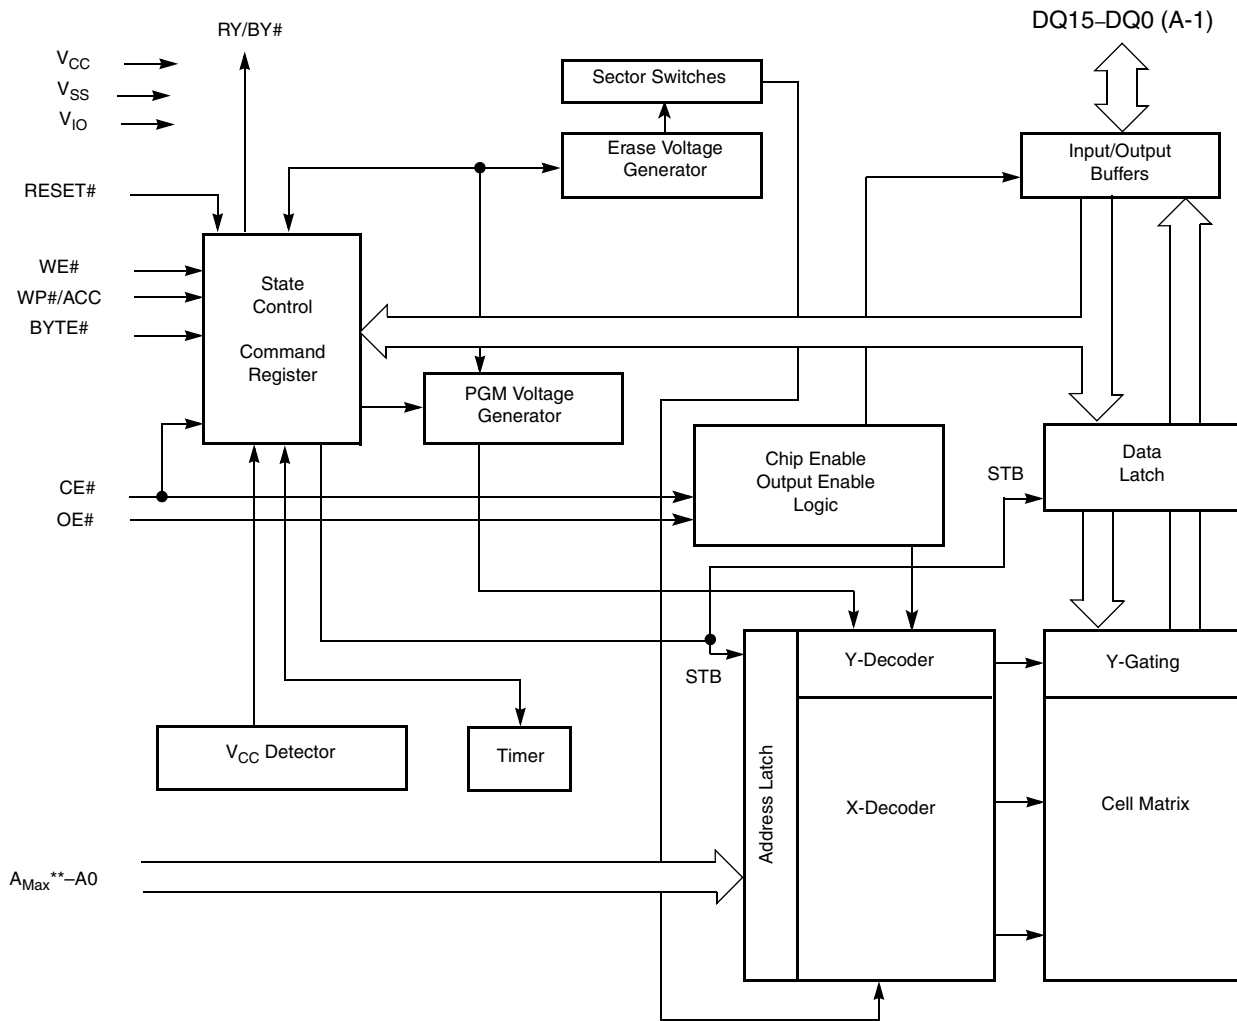 DQ15–DQ0 (A-1)
RY/BY#
VCC
VSS
VIO
Sector Switches
Erase Voltage
Generator
Input/Output
Buffers
RESET#
WE#
WP#/ACC
BYTE#
State
Control
Command
Register
PGM Voltage
Generator
Chip Enable
Output Enable
Logic
Data
Latch
STB
CE#
OE#
STB
Y-Decoder
Y-Gating
VCC Detector
Timer
Address Latch
X-Decoder
Cell Matrix
AMax**–A0